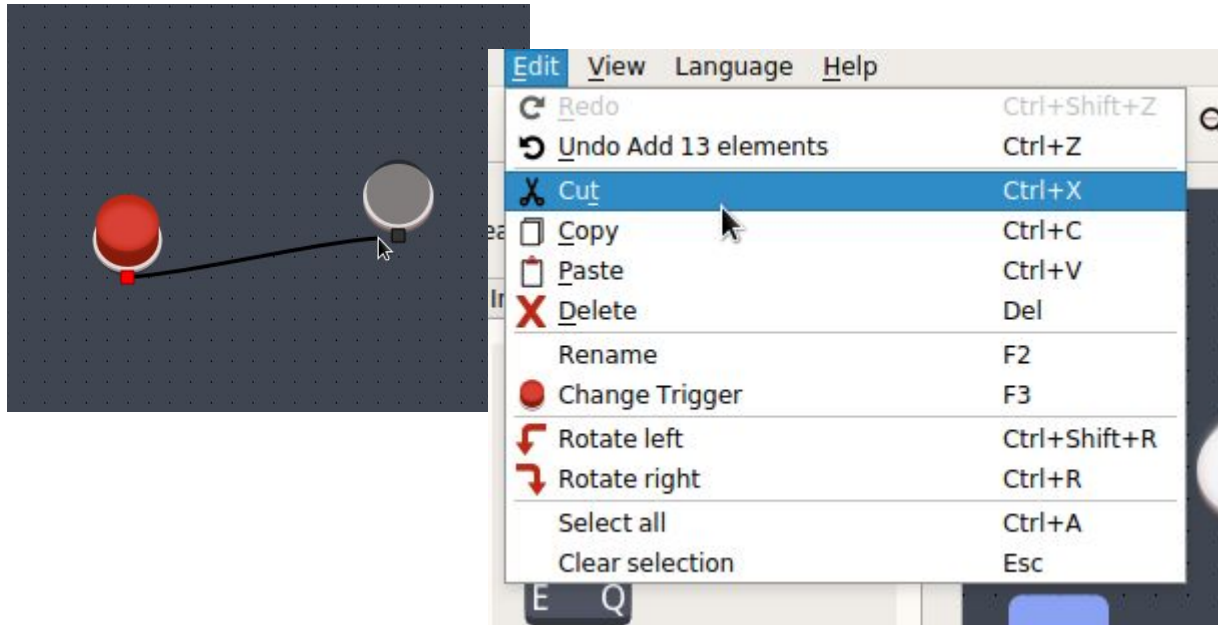 Edit View Language Help
Redo Ctrl+Shift+Z
Undo Add 13 elements Ctrl+Z
Cut Ctrl+X
Copy Ctrl+C
Paste Ctrl+V
Delete Del
Rename F2
Change Trigger F3
Rotate left Ctrl+Shift+R
Rotate right Ctrl+R
Select all Ctrl+A
Clear selection Esc
E Q